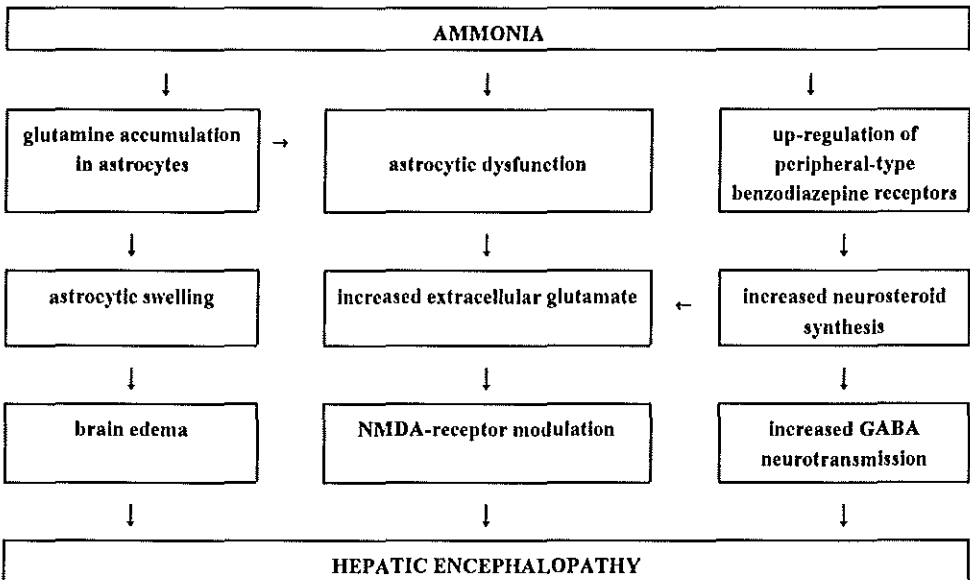 AMMONIA
↓ ↓ ↓
glutamine accumulation
in astrocytes
→
astrocytic dysfunction
up-regulation of
peripheral-type
benzodiazepine receptors
↓ ↓ ↓
astrocytic swelling
increased extracellular glutamate
←
increased neurosteroid
synthesis
↓ ↓ ↓
brain edema
NMDA-receptor modulation
increased GABA
neurotransmission
↓ ↓ ↓
HEPATIC ENCEPHALOPATHY